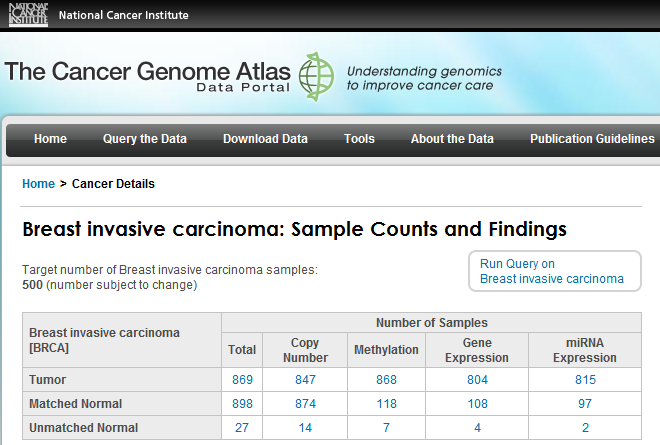 NATIONAL
CANCER
INSTITUTE
National Cancer Institute
The Cancer Genome Atlas
Data Portal
Understanding genomics
to improve cancer care
Home Query the Data Download Data Tools About the Data Publication Guidelines
Home > Cancer Details
Breast invasive carcinoma: Sample Counts and Findings
Target number of Breast invasive carcinoma samples:
500 (number subject to change)
Run Query on
Breast invasive carcinoma
Breast invasive carcinoma
[BRCA]
Number of Samples
Total Copy Number Methylation Gene Expression miRNA Expression
Tumor 869 847 868 804 815
Matched Normal 898 874 118 108 97
Unmatched Normal 27 14 7 4 2